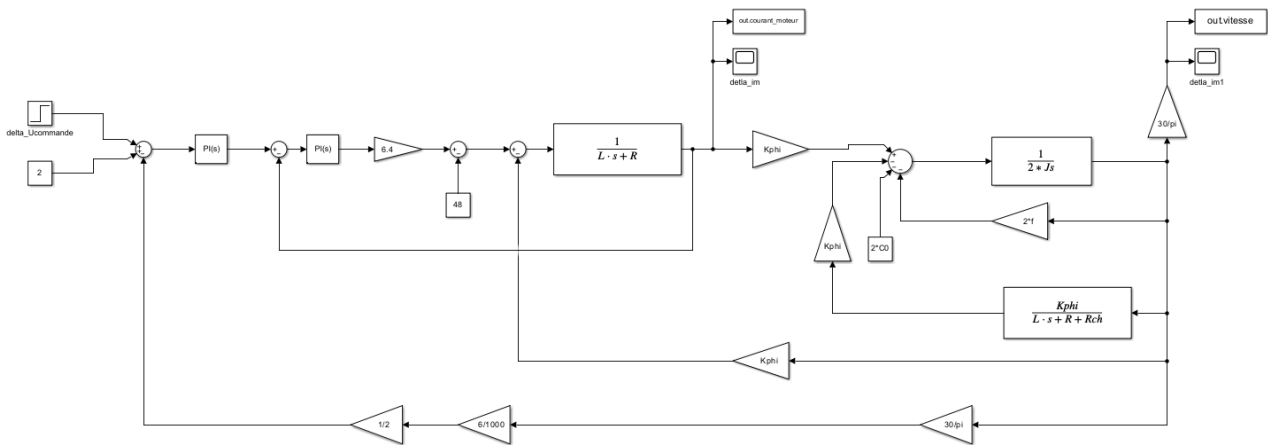 out.courant_moteur
out.vitesse
detla_im
detla_im1
delta_Ucommande
30/pi
PI(s)
PI(s)
6.4
1
L · s + R
Kphi
1
2 * Js
2
48
2*f
Kphi
2*C0
Kphi
L · s + R + Rch
Kphi
1/2
6/1000
30/pi